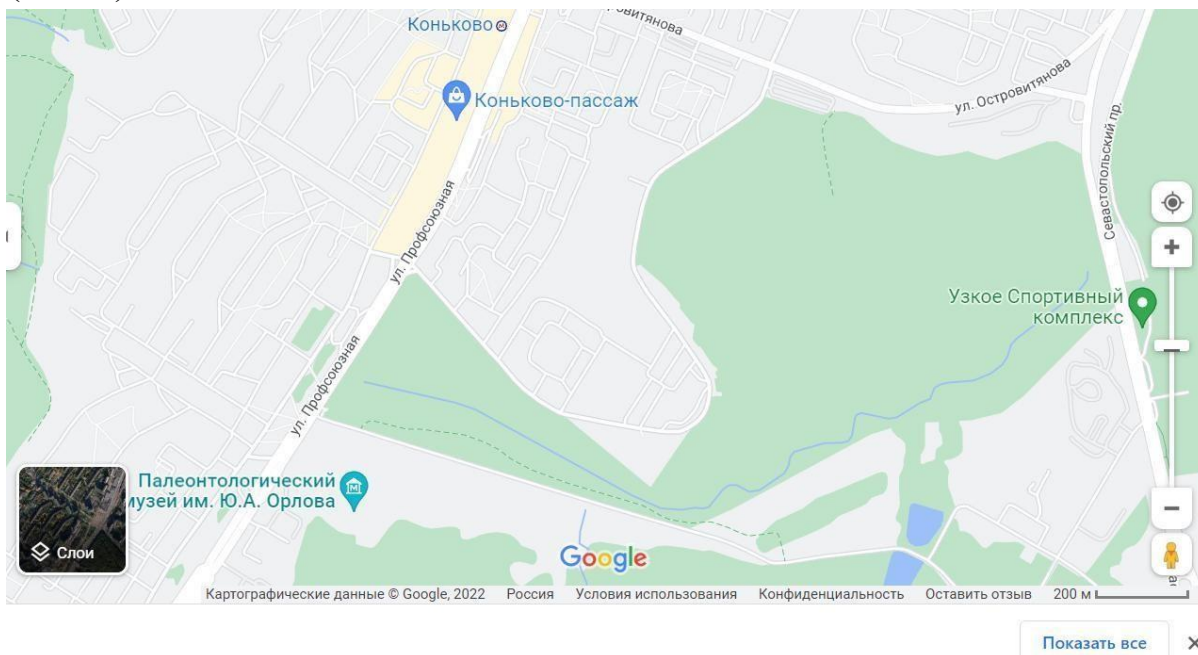 Коньково
ул. Островитянова
Коньково-пассаж
Севастопольский пр.
ул. Профсоюзная
Узкое Спортивный
комплекс
ул. Профсоюзная
Палеонтологический
музей им. Ю.А. Орлова
Слои
Google
Картографические данные © Google, 2022 Россия Условия использования Конфиденциальность Оставить отзыв 200 м
Показать все